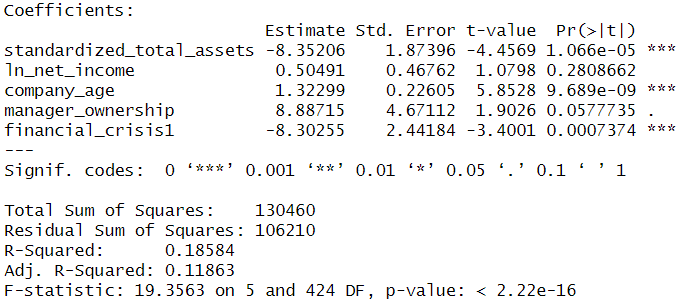 Coefficients:
Estimate Std. Error t-value Pr(>|t|)
standardized_total_assets -8.35206 1.87396 -4.4569 1.066e-05 ***
ln_net_income 0.50491 0.46762 1.0798 0.2808662
company_age 1.32299 0.22605 5.8528 9.689e-09 ***
manager_ownership 8.88715 4.67112 1.9026 0.0577735 .
financial_crisis1 -8.30255 2.44184 -3.4001 0.0007374 ***
---
Signif. codes: 0 ‘***’ 0.001 ‘**’ 0.01 ‘*’ 0.05 ‘.’ 0.1 ‘ ’ 1
Total Sum of Squares: 130460
Residual Sum of Squares: 106210
R-Squared: 0.18584
Adj. R-Squared: 0.11863
F-statistic: 19.3563 on 5 and 424 DF, p-value: < 2.22e-16